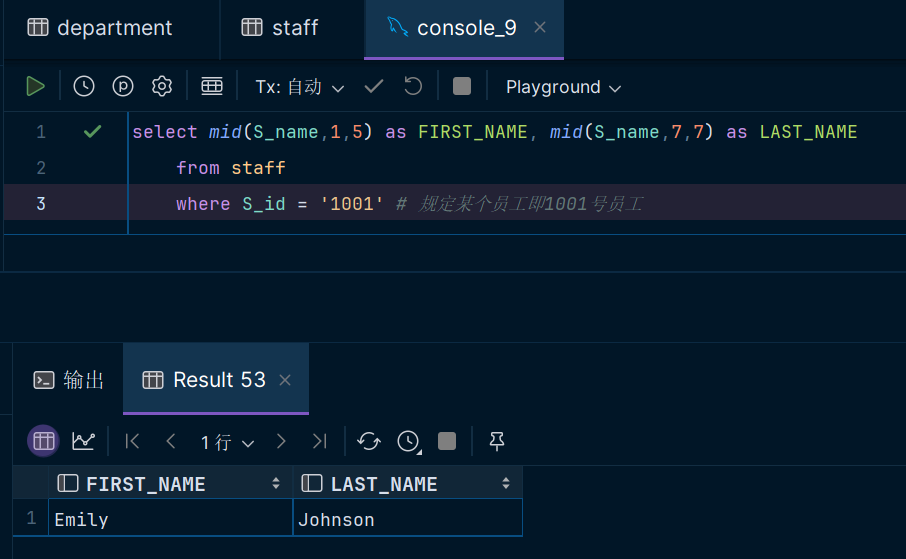 department staff console_9
Tx: 自动 Playground
1 select mid(S_name,1,5) as FIRST_NAME, mid(S_name,7,7) as LAST_NAME
2 from staff
3 where S_id = '1001' # 规定某个员工即1001号员工
输出 Result 53
1 行
FIRST_NAME LAST_NAME
1 Emily Johnson